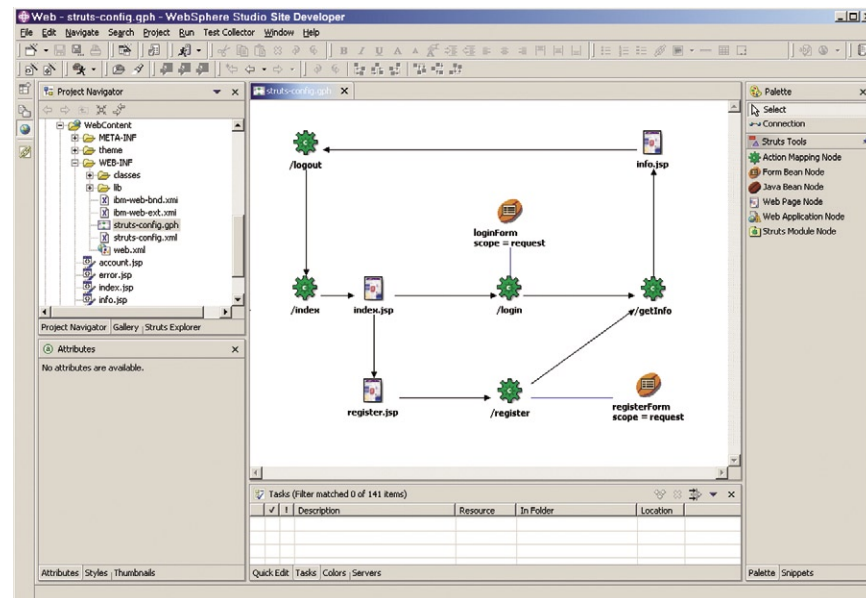 Web - struts-config.gph - WebSphere Studio Site Developer
File Edit Navigate Search Project Run Test Collector Window Help
Project Navigator
WebContent
META-INF
theme
WEB-INF
classes
lib
ibm-web-bnd.xmi
ibm-web-ext.xmi
struts-config.gph
struts-config.xml
web.xml
account.jsp
error.jsp
index.jsp
info.jsp
Project Navigator Gallery Struts Explorer
Attributes
No attributes are available.
Attributes Styles Thumbnails
struts-config.gph
/logout
info.jsp
loginForm
scope = request
/index
index.jsp
/login
/getInfo
register.jsp
/register
registerForm
scope = request
Tasks (Filter matched 0 of 141 items)
! Description Resource In Folder Location
Quick Edit Tasks Colors Servers
Palette
Select
Connection
Struts Tools
Action Mapping Node
Form Bean Node
Java Bean Node
Web Page Node
Web Application Node
Struts Module Node
Palette Snippets